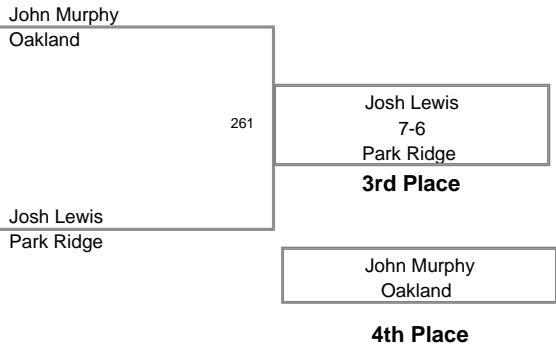 John Murphy
Oakland
261
Josh Lewis
7-6
Park Ridge
3rd Place
Josh Lewis
Park Ridge
John Murphy
Oakland
4th Place